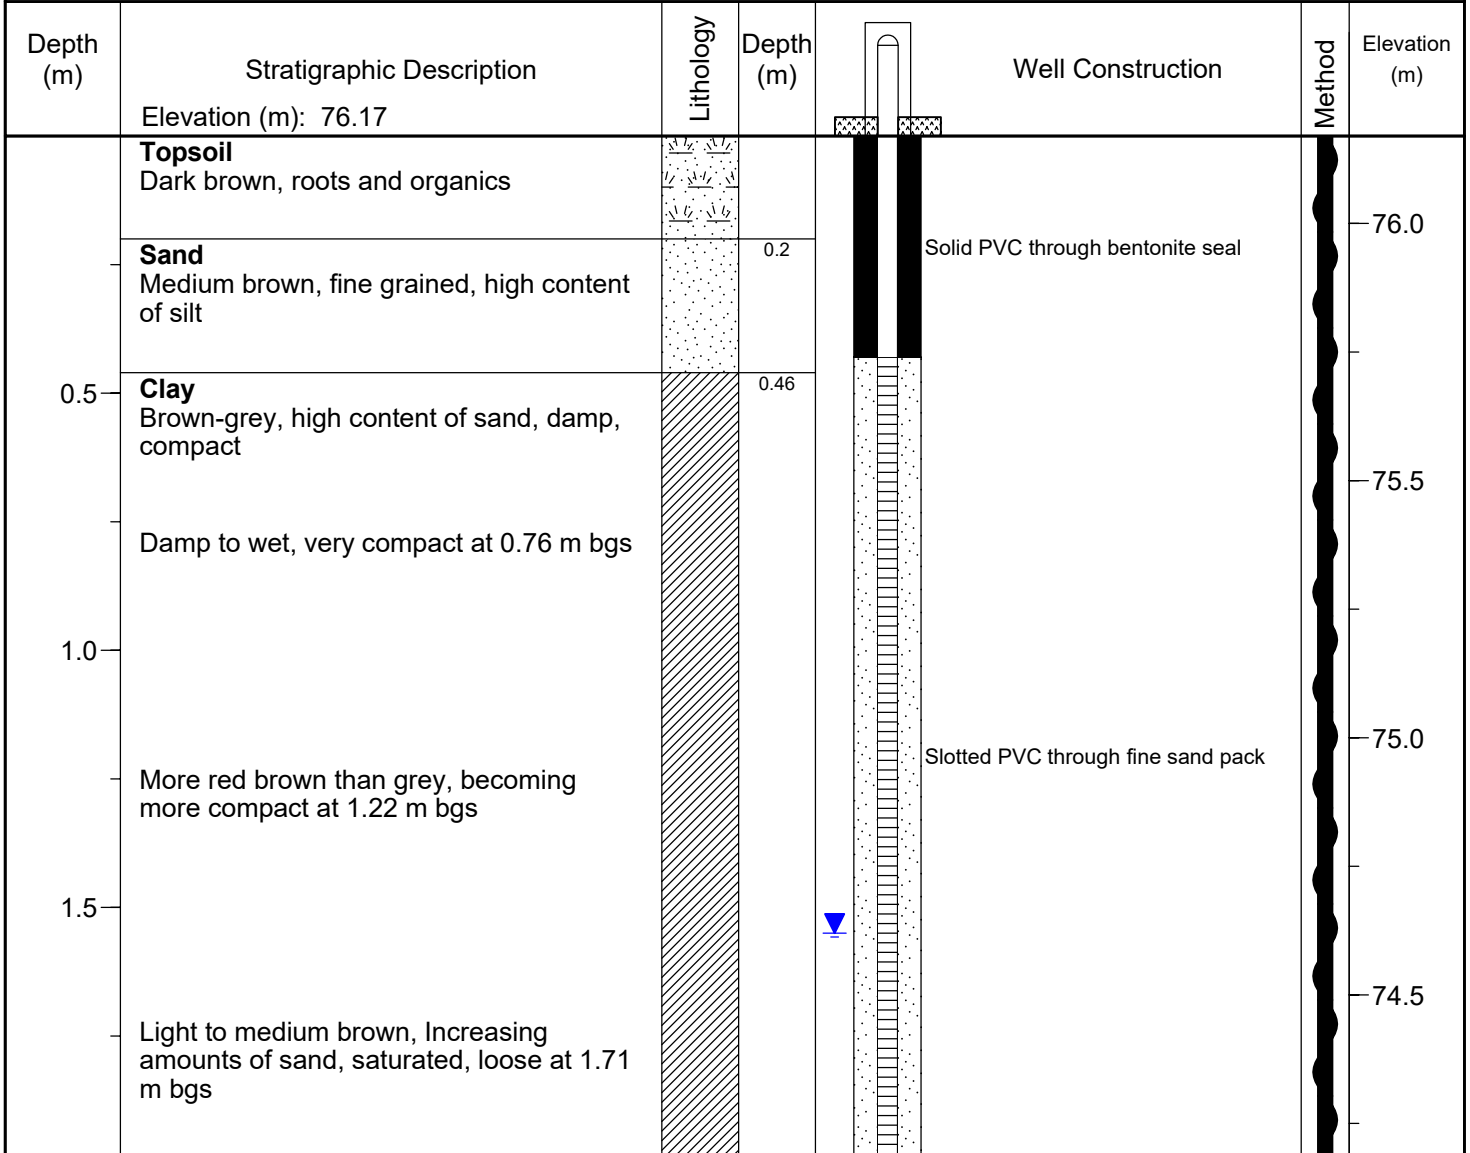 Depth
(m)
Stratigraphic Description
Elevation (m): 76.17
Lithology
Depth
(m)
Well Construction
Method
Elevation
(m)
Topsoil
Dark brown, roots and organics
0.2
Sand
Medium brown, fine grained, high content
of silt
0.46
Clay
Brown-grey, high content of sand, damp,
compact
Damp to wet, very compact at 0.76 m bgs
More red brown than grey, becoming
more compact at 1.22 m bgs
Light to medium brown, Increasing
amounts of sand, saturated, loose at 1.71
m bgs
0.5
1.0
1.5
Solid PVC through bentonite seal
Slotted PVC through fine sand pack
76.0
75.5
75.0
74.5